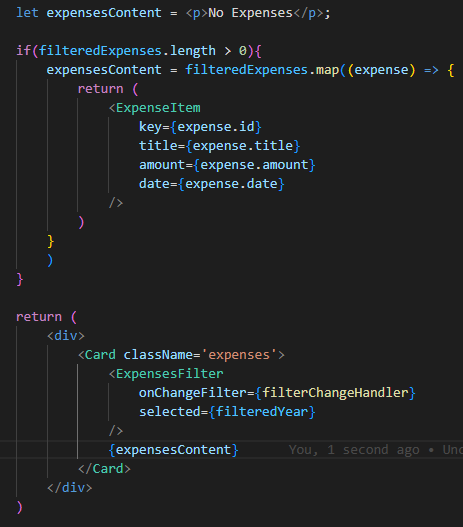 let expensesContent = <p>No Expenses</p>;
if(filteredExpenses.length > 0){
expensesContent = filteredExpenses.map((expense) => {
return (
<ExpenseItem
key={expense.id}
title={expense.title}
amount={expense.amount}
date={expense.date}
/>
)
}
)
}
return (
<div>
<Card className='expenses'>
<ExpensesFilter
onChangeFilter={filterChangeHandler}
selected={filteredYear}
/>
{expensesContent} You, 1 second ago • Unc
</Card>
</div>
)